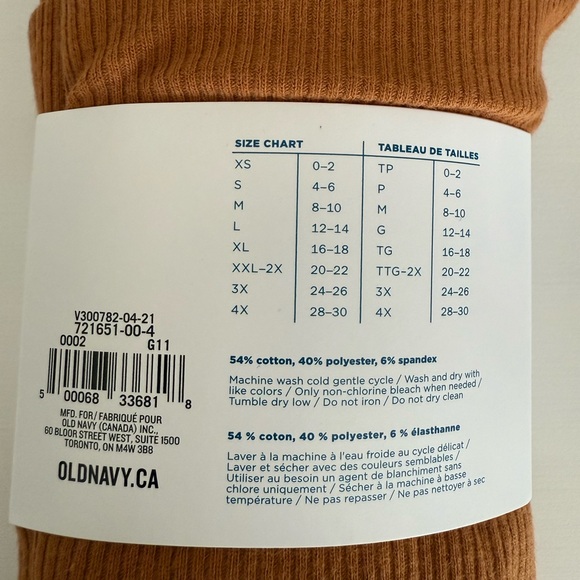 SIZE CHART TABLEAU DE TAILLES
XS 0–2 TP 0–2
S 4–6 P 4–6
M 8–10 M 8–10
L 12–14 G 12–14
XL 16–18 TG 16–18
XXL–2X 20–22 TTG-2X 20–22
3X 24–26 3X 24–26
4X 28–30 4X 28–30
V300782-04-21
721651-00-4
0002 G11
5 00068 33681 8
MFD. FOR/FABRIQUÉ POUR
OLD NAVY (CANADA) INC.,
60 BLOOR STREET WEST, SUITE 1500
TORONTO, ON M4W 3B8
OLDNAVY.CA
54% cotton, 40% polyester, 6% spandex
Machine wash cold gentle cycle / Wash and dry with
like colors / Only non-chlorine bleach when needed /
Tumble dry low / Do not iron / Do not dry clean
54 % coton, 40 % polyester, 6 % élasthanne
Laver à la machine à l'eau froide au cycle délicat /
Laver et sécher avec des couleurs semblables /
Utiliser au besoin un agent de blanchiment sans
chlore uniquement / Sécher à la machine à basse
température / Ne pas repasser / Ne pas nettoyer à sec